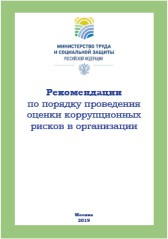 МИНИСТЕРСТВО ТРУДА
И СОЦИАЛЬНОЙ ЗАЩИТЫ
РОССИЙСКОЙ ФЕДЕРАЦИИ
Рекомендации
по порядку проведения
оценки коррупционных
рисков в организации
Москва
2019